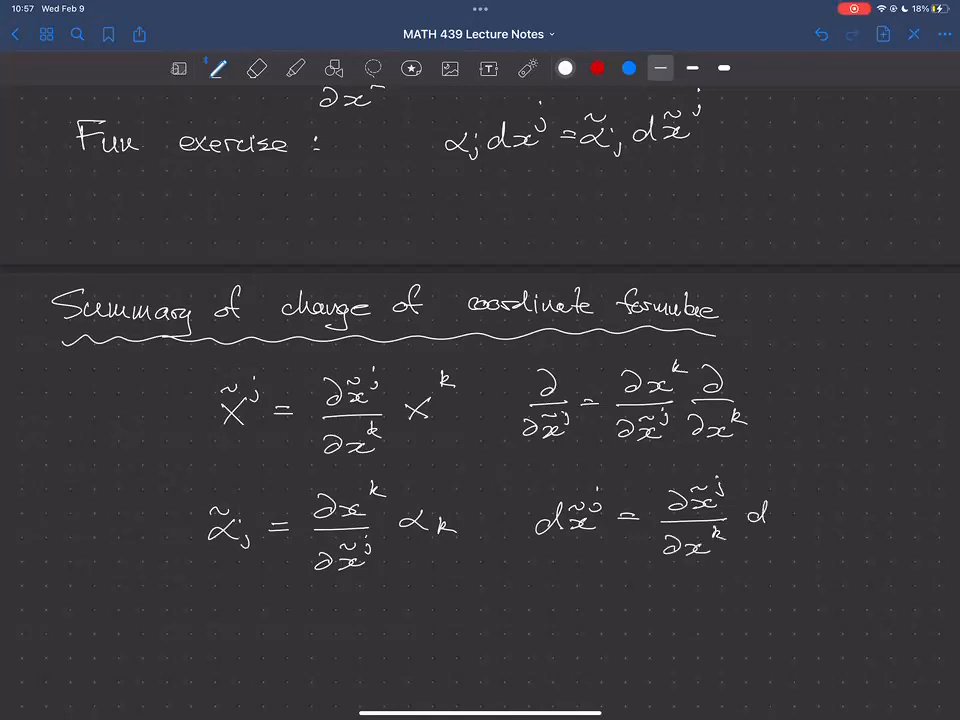 10:57 Wed Feb 9
18%
MATH 439 Lecture Notes
∂x
Fun exercise : α_j dx^j = α̃_j dx̃^j
Summary of change of coordinate formulae
X̃^j = ∂x̃^j/∂x^k X^k    ∂/∂x̃^j = ∂x^k/∂x̃^j ∂/∂x^k
α̃_j = ∂x^k/∂x̃^j α_k    dx̃^j = ∂x̃^j/∂x^k d